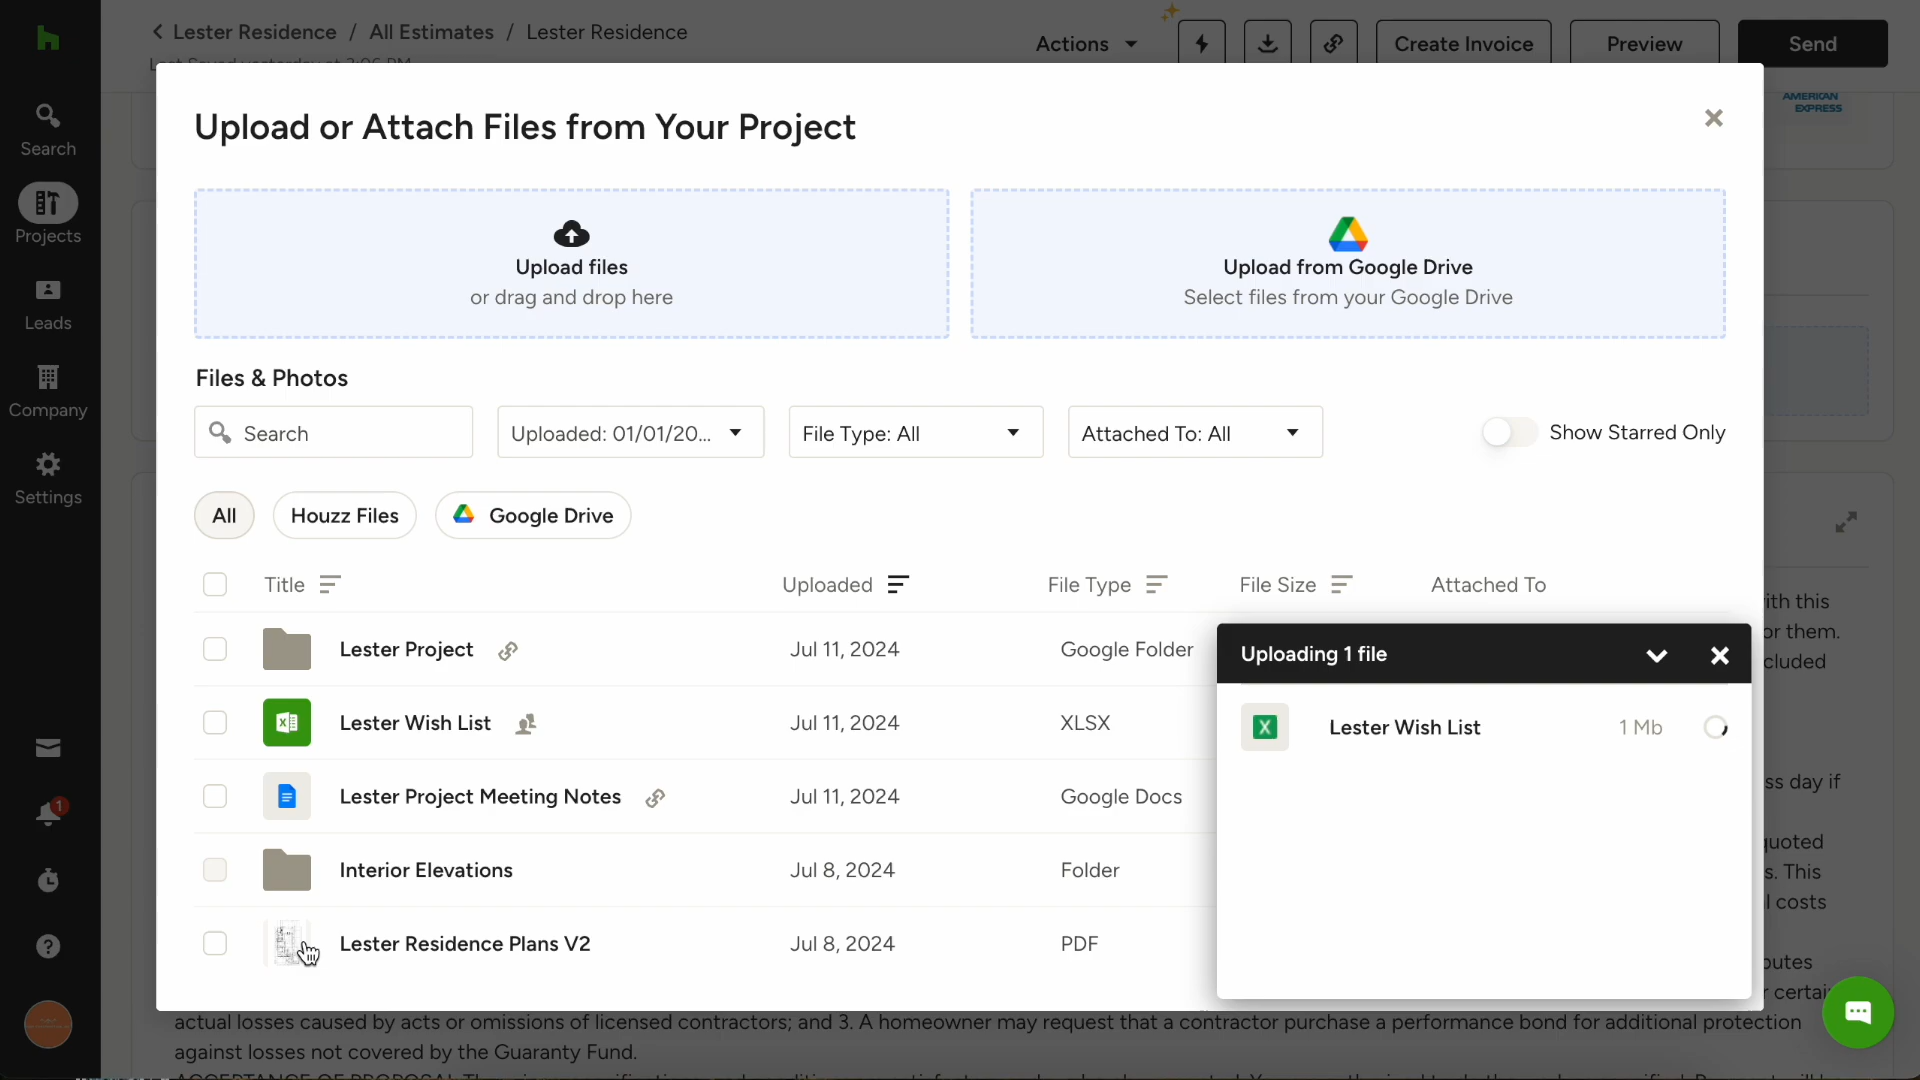 Lester Residence / All Estimates / Lester Residence
Actions
Create Invoice
Preview
Send
AMERICAN
EXPRESS
Search
Projects
Leads
Company
Settings
1
Upload or Attach Files from Your Project
Upload files
or drag and drop here
Upload from Google Drive
Select files from your Google Drive
Files & Photos
Search
Uploaded: 01/01/20...
File Type: All
Attached To: All
Show Starred Only
All
Houzz Files
Google Drive
Title
Uploaded
File Type
File Size
Attached To
Lester Project
Jul 11, 2024
Google Folder
Lester Wish List
Jul 11, 2024
XLSX
Lester Project Meeting Notes
Jul 11, 2024
Google Docs
Interior Elevations
Jul 8, 2024
Folder
Lester Residence Plans V2
Jul 8, 2024
PDF
Uploading 1 file
Lester Wish List
1 Mb
this
or them.
day if
This
costs
actual losses caused by acts or omissions of licensed contractors; and 3. A homeowner may request that a contractor purchase a performance bond for additional protection
against losses not covered by the Guaranty Fund.